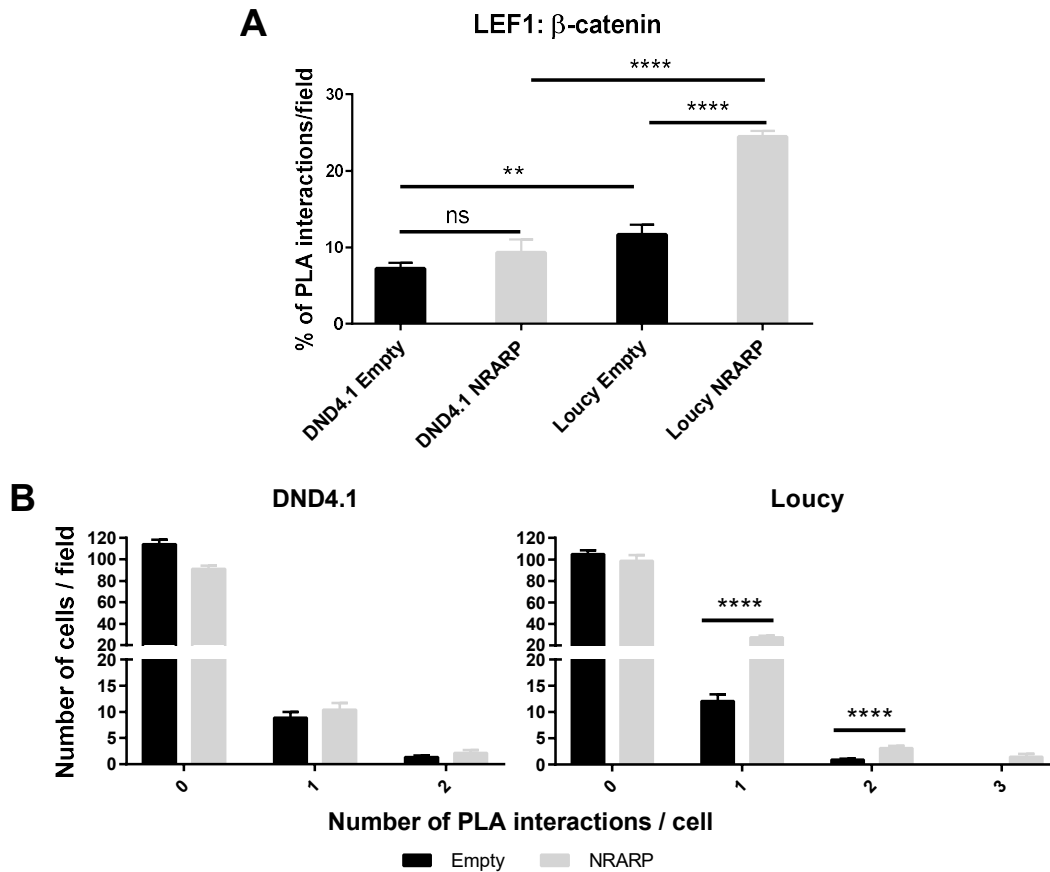 A
LEF1: β-catenin
% of PLA interactions/field
30
20
10
0
****
****
**
ns
DND4.1 Empty
DND4.1 NRARP
Loucy Empty
Loucy NRARP
B
DND4.1
Loucy
Number of cells / field
120
100
80
60
40
20
20
15
10
5
0
0
1
2
120
100
80
60
40
20
20
15
10
5
0
****
****
0
1
2
3
Number of PLA interactions / cell
Empty
NRARP